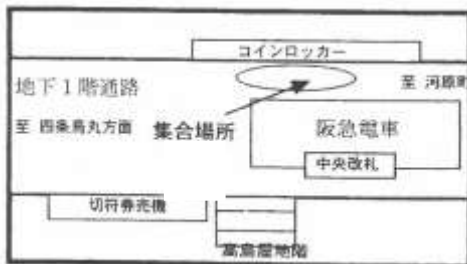 コインロッカー
地下1階通路
至 河原町
至 四条烏丸方面
集合場所
阪急電車
中央改札
切符券売機
高島屋地階